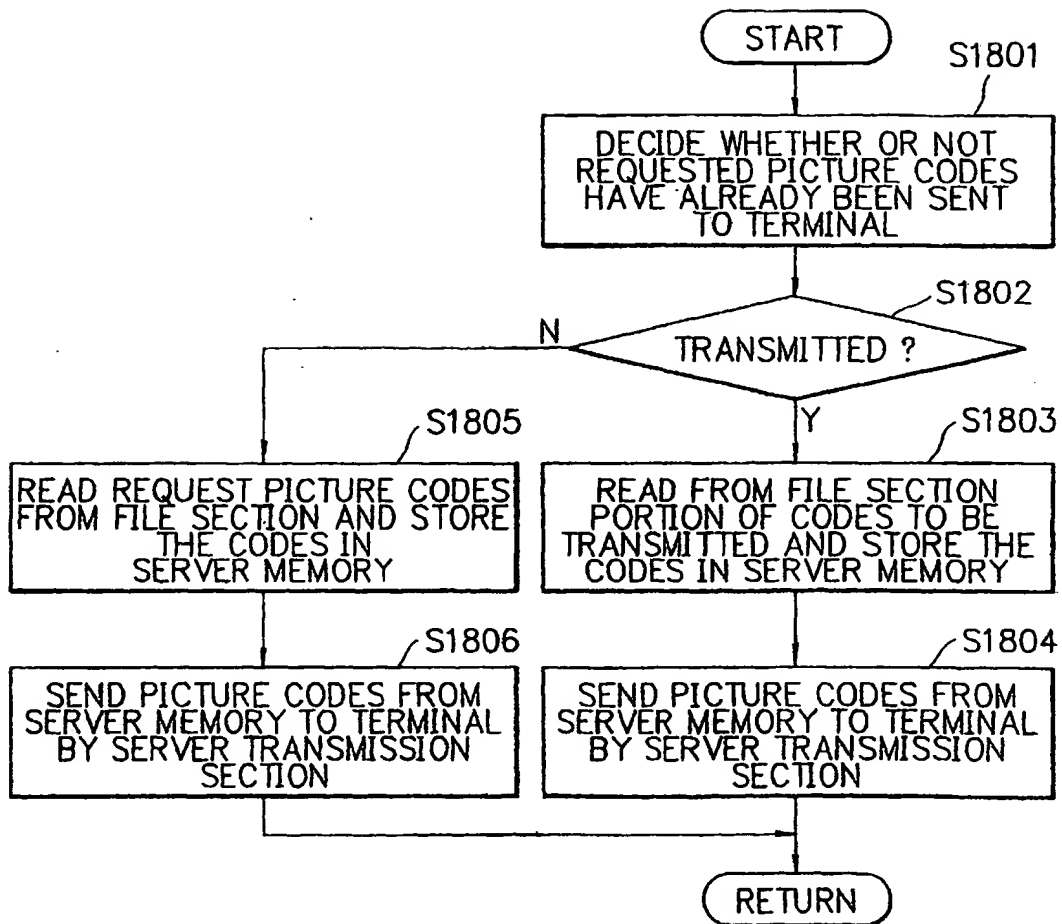 START
S1801
DECIDE WHETHER OR NOT
REQUESTED PICTURE CODES
HAVE ALREADY BEEN SENT
TO TERMINAL
S1802
N
TRANSMITTED ?
Y
S1805
READ REQUEST PICTURE CODES
FROM FILE SECTION AND STORE
THE CODES IN
SERVER MEMORY
S1803
READ FROM FILE SECTION
PORTION OF CODES TO BE
TRANSMITTED AND STORE THE
CODES IN SERVER MEMORY
S1806
SEND PICTURE CODES FROM
SERVER MEMORY TO TERMINAL
BY SERVER TRANSMISSION
SECTION
S1804
SEND PICTURE CODES FROM
SERVER MEMORY TO TERMINAL
BY SERVER TRANSMISSION
SECTION
RETURN